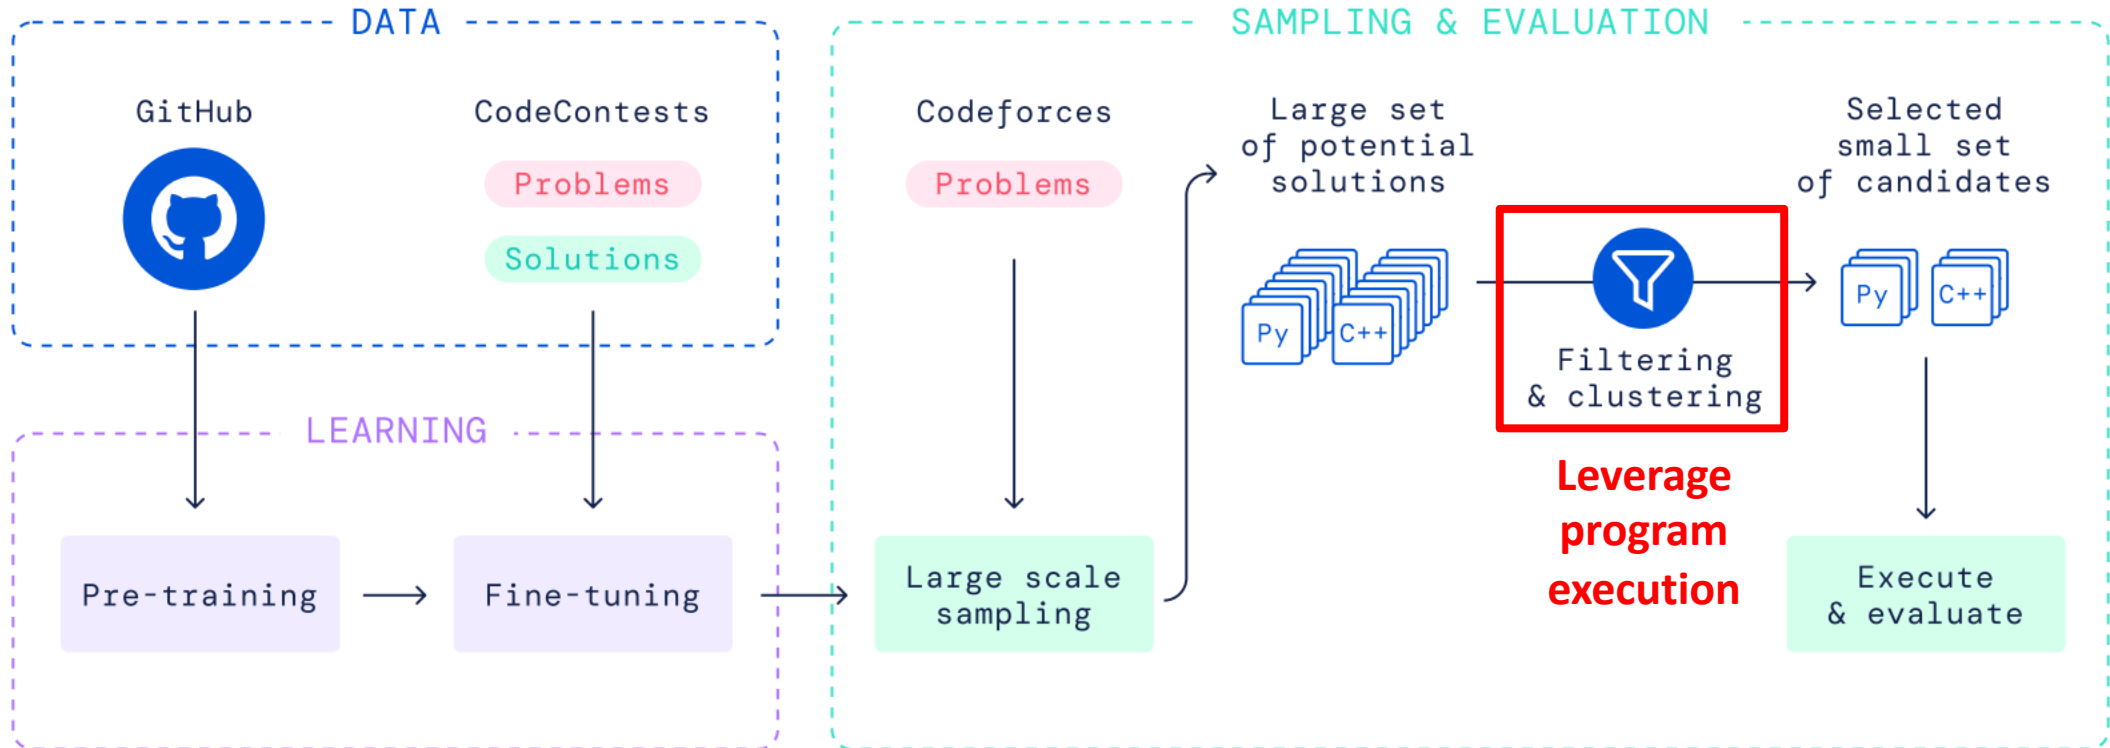 DATA
GitHub
CodeContests
Problems
Solutions
LEARNING
Pre-training
Fine-tuning
SAMPLING & EVALUATION
Codeforces
Problems
Large scale
sampling
Large set
of potential
solutions
Py
C++
Filtering
& clustering
Leverage
program
execution
Selected
small set
of candidates
Py
C++
Execute
& evaluate